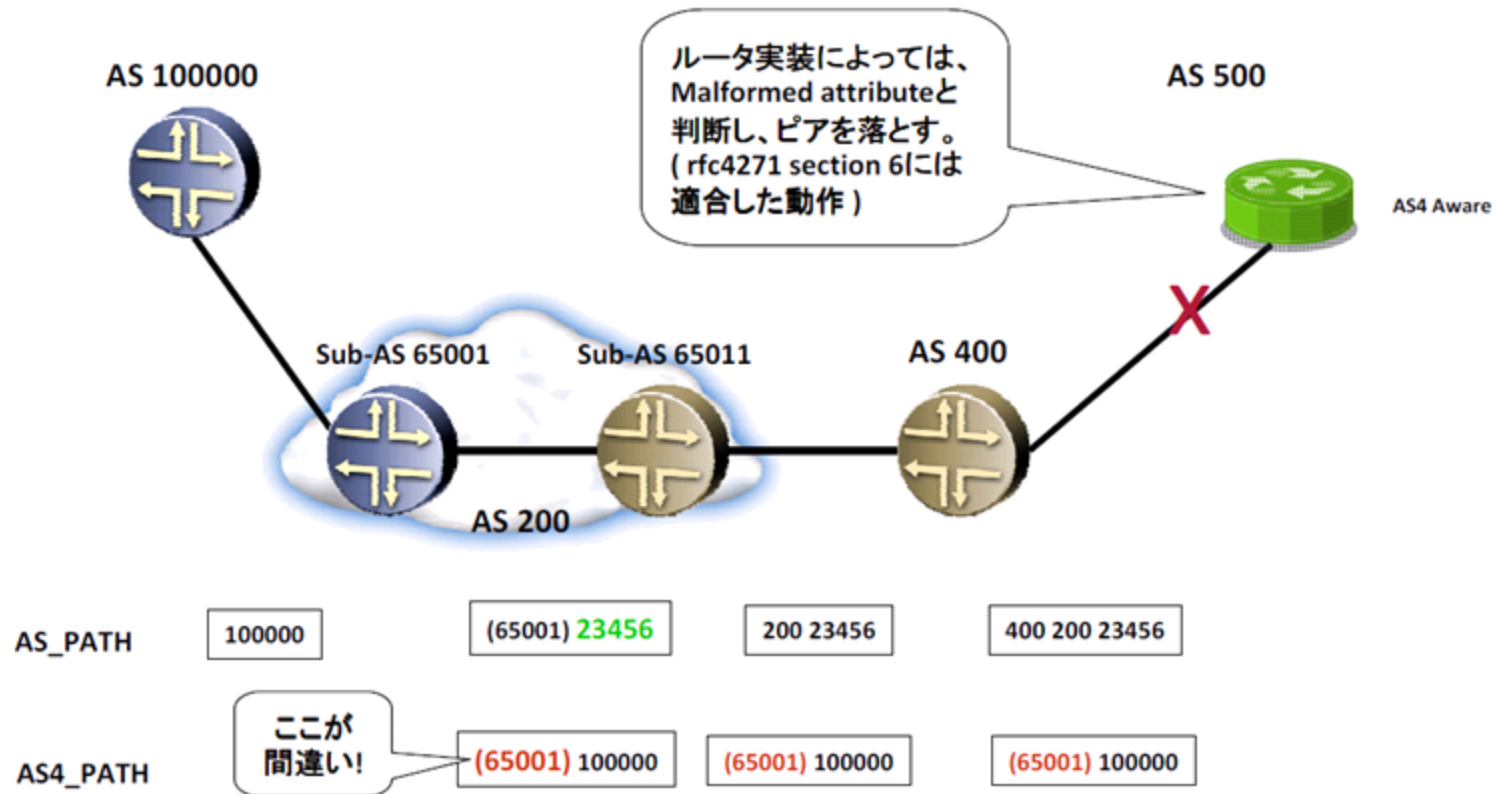 AS 100000
ルータ実装によっては、
Malformed attributeと
判断し、ピアを落とす。
( rfc4271 section 6には
適合した動作 )
AS 500
AS4 Aware
Sub-AS 65001
Sub-AS 65011
AS 400
X
AS 200
AS_PATH
100000
(65001) 23456
200 23456
400 200 23456
ここが
間違い!
AS4_PATH
(65001) 100000
(65001) 100000
(65001) 100000